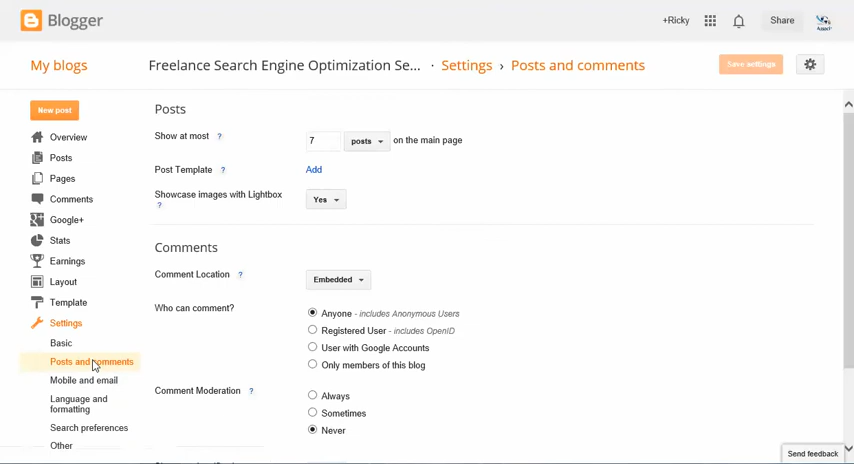 Blogger
+Ricky
Share
My blogs
Freelance Search Engine Optimization Se... · Settings › Posts and comments
Save settings
New post
Overview
Posts
Pages
Comments
Google+
Stats
Earnings
Layout
Template
Settings
Basic
Posts and comments
Mobile and email
Language and
formatting
Search preferences
Other
Posts
Show at most ? 7 posts on the main page
Post Template ? Add
Showcase images with Lightbox
? Yes
Comments
Comment Location ? Embedded
Who can comment?
Anyone - includes Anonymous Users
Registered User - includes OpenID
User with Google Accounts
Only members of this blog
Comment Moderation ?
Always
Sometimes
Never
Send feedback